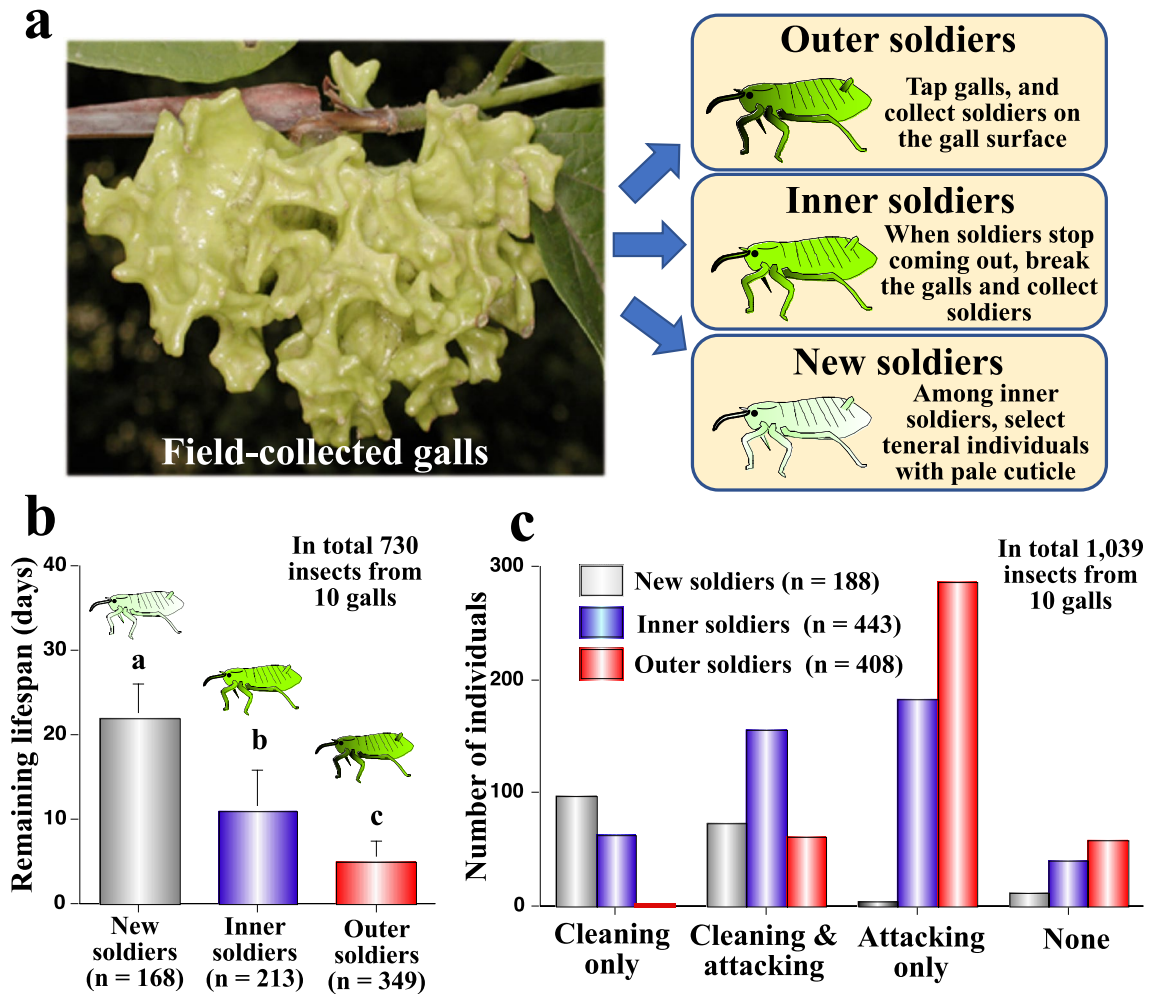 a
Field-collected galls
Outer soldiers
Tap galls, and
collect soldiers on
the gall surface
Inner soldiers
When soldiers stop
coming out, break
the galls and collect
soldiers
New soldiers
Among inner
soldiers, select
teneral individuals
with pale cuticle
b
Remaining lifespan (days)
40
30
20
10
0
In total 730
insects from
10 galls
a
b
c
New
soldiers
(n = 168)
Inner
soldiers
(n = 213)
Outer
soldiers
(n = 349)
c
Number of individuals
300
200
100
0
New soldiers (n = 188)
Inner soldiers (n = 443)
Outer soldiers (n = 408)
In total 1,039
insects from
10 galls
Cleaning
only
Cleaning &
attacking
Attacking
only
None